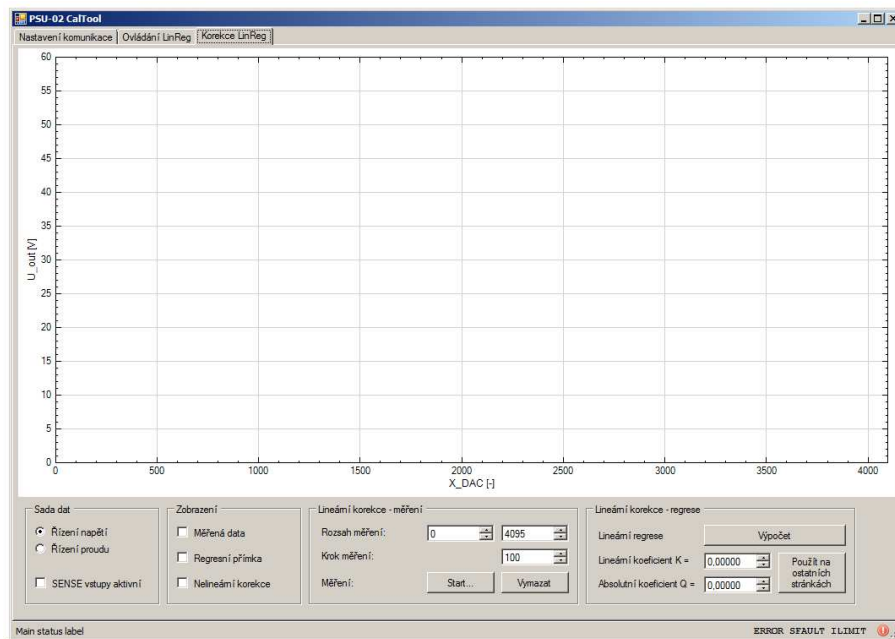 PSU-02 CalTool
Nastavení komunikace
Ovládání LinReg
Korekce LinReg
60
55
50
45
40
35
30
25
20
15
10
5
0
U_out [V]
0 500 1000 1500 2000 2500 3000 3500 4000
X_DAC [-]
Sada dat
Řízení napětí
Řízení proudu
SENSE vstupy aktivní
Zobrazení
Měřená data
Regresní přímka
Nelineární korekce
Lineární korekce - měření
Rozsah měření: 0 4095
Krok měření: 100
Měření: Start... Vymazat
Lineární korekce - regrese
Lineární regrese Výpočet
Lineární koeficient K = 0,00000
Absolutní koeficient Q = 0,00000
Použít na
ostatních
stránkách
Main status label
ERROR SFAULT ILIMIT